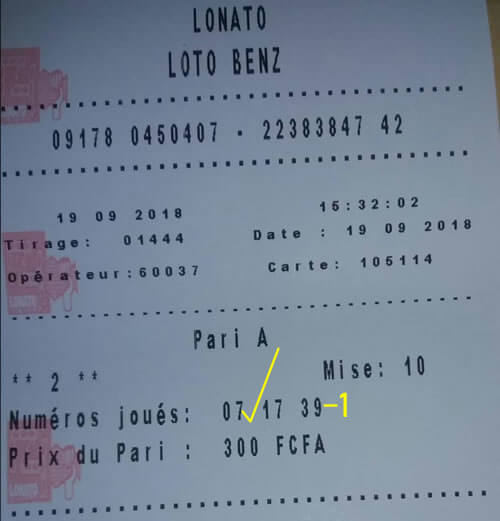 LONATO
LOTO BENZ
09178 0450407 - 22383847 42
19 09 2018 15:32:02
Tirage: 01444 Date : 19 09 2018
Opérateur:60037 Carte: 105114
Pari A
** 2 ** Mise: 10
Numéros joués: 07 17 39-1
Prix du Pari : 300 FCFA
LONATO
LONATO